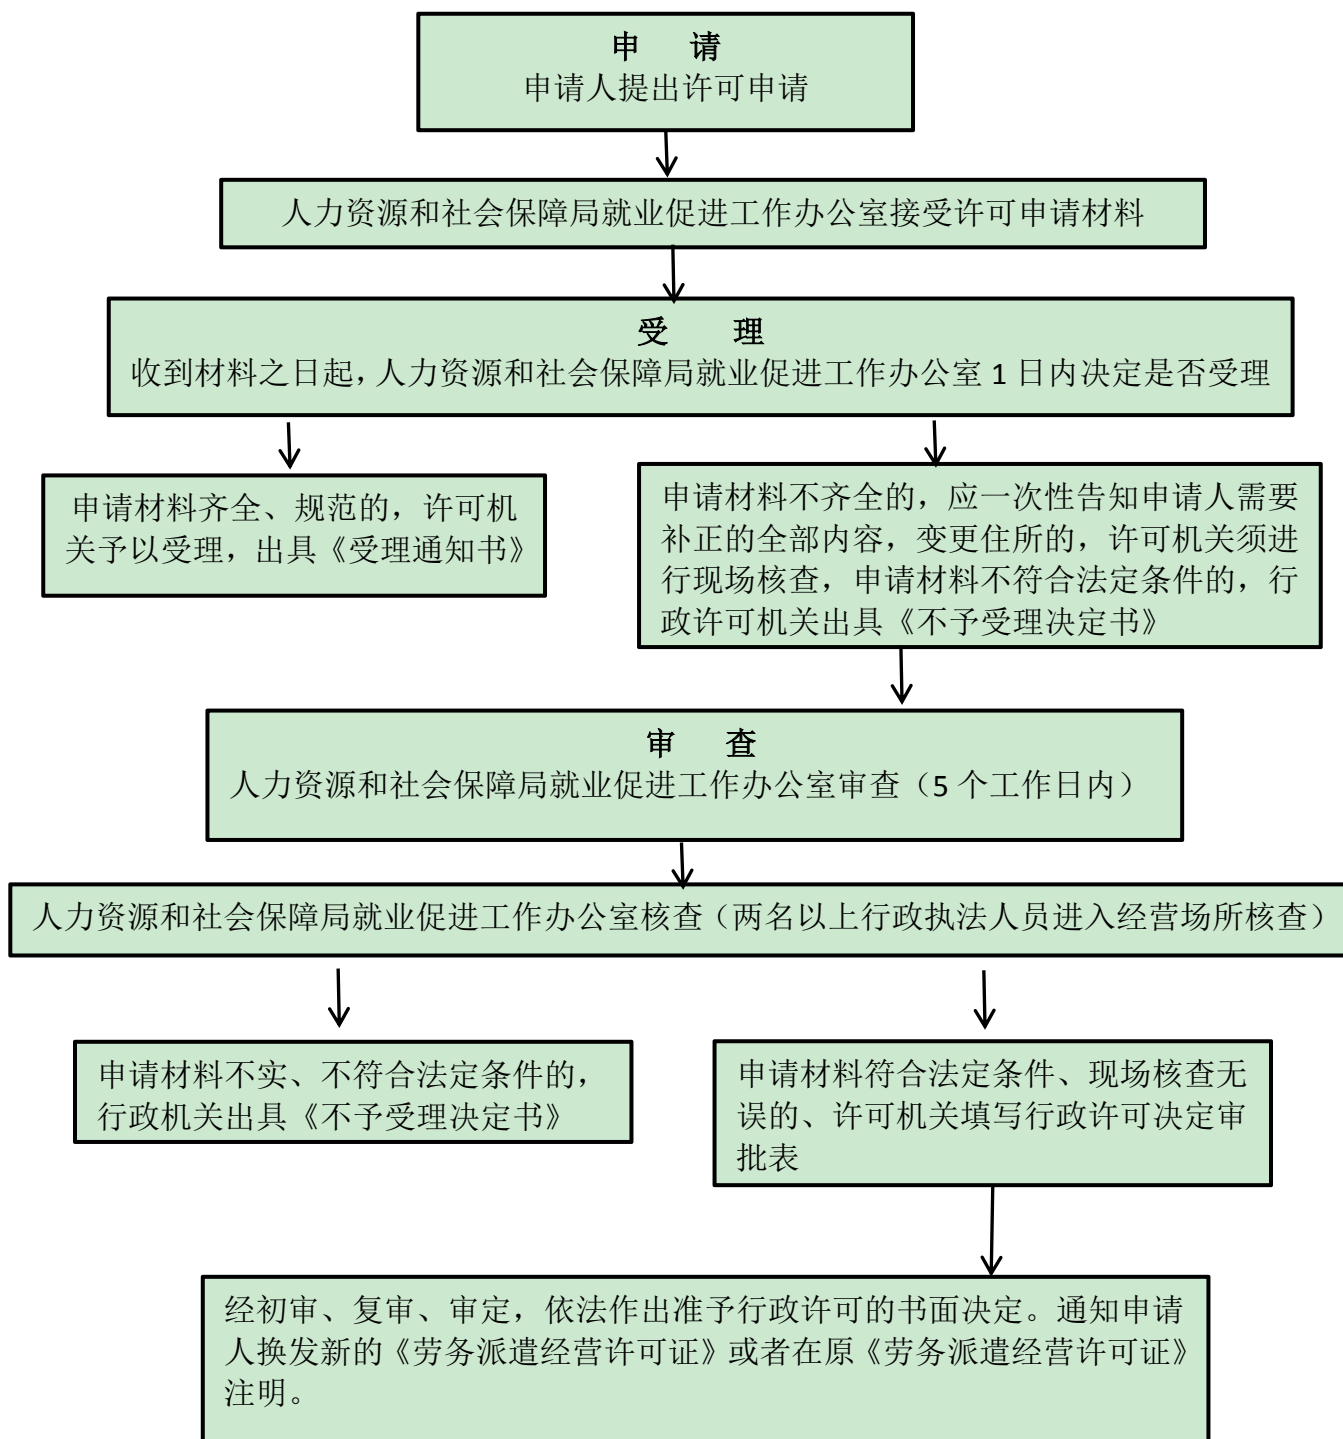 申 请
申请人提出许可申请
人力资源和社会保障局就业促进工作办公室接受许可申请材料
受 理
收到材料之日起，人力资源和社会保障局就业促进工作办公室 1 日内决定是否受理
申请材料齐全、规范的，许可机
关予以受理，出具《受理通知书》
申请材料不齐全的，应一次性告知申请人需要
补正的全部内容，变更住所的，许可机关须进
行现场核查，申请材料不符合法定条件的，行
政许可机关出具《不予受理决定书》
审 查
人力资源和社会保障局就业促进工作办公室审查（5 个工作日内）
人力资源和社会保障局就业促进工作办公室核查（两名以上行政执法人员进入经营场所核查）
申请材料不实、不符合法定条件的，
行政机关出具《不予受理决定书》
申请材料符合法定条件、现场核查无
误的、许可机关填写行政许可决定审
批表
经初审、复审、审定，依法作出准予行政许可的书面决定。通知申请
人换发新的《劳务派遣经营许可证》或者在原《劳务派遣经营许可证》
注明。